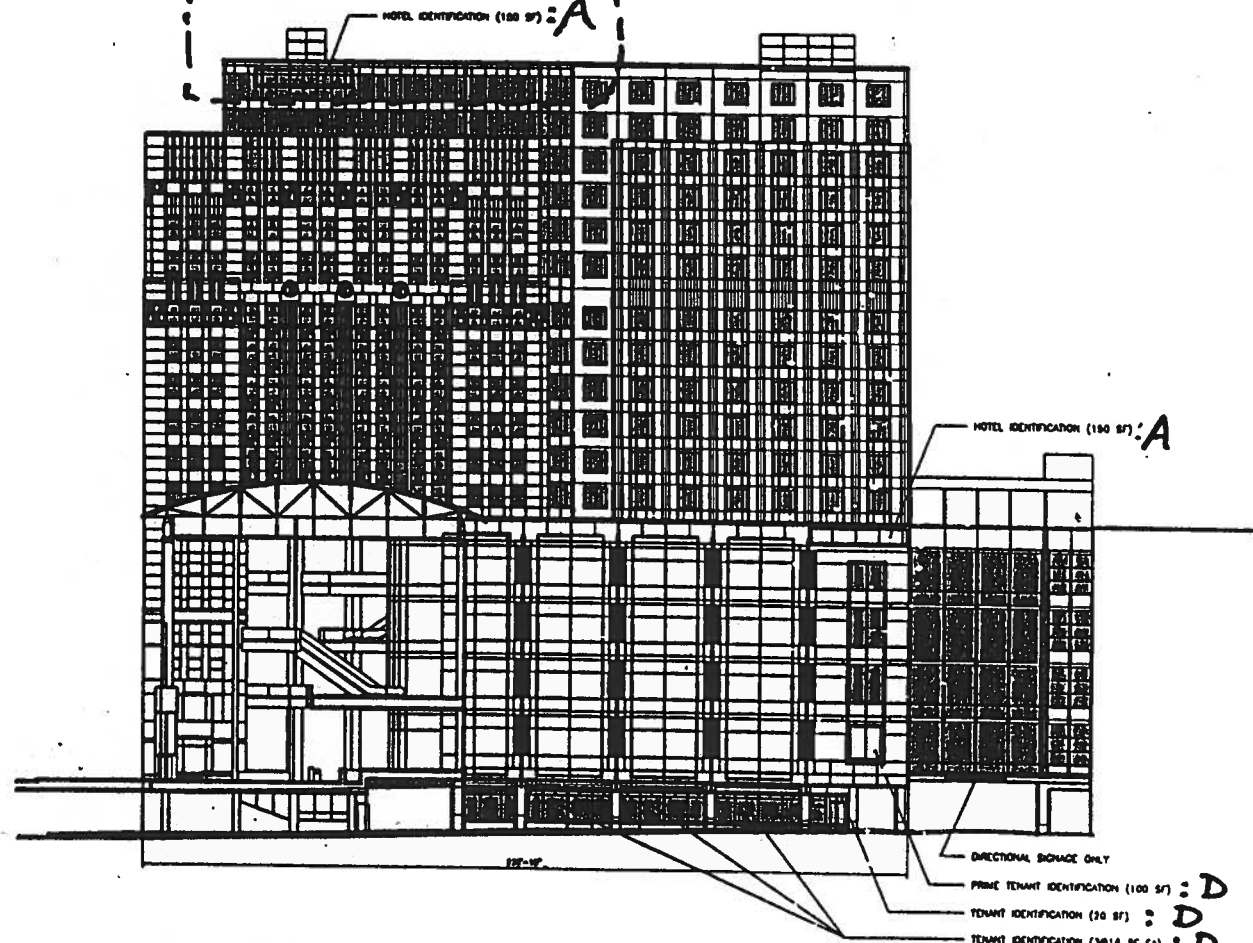 HOTEL IDENTIFICATION (150 SF) : A
HOTEL IDENTIFICATION (150 SF) : A
DIRECTIONAL SIGNAGE ONLY
PRIME TENANT IDENTIFICATION (100 SF) : D
TENANT IDENTIFICATION (20 SF) : D
TENANT IDENTIFICATION : D